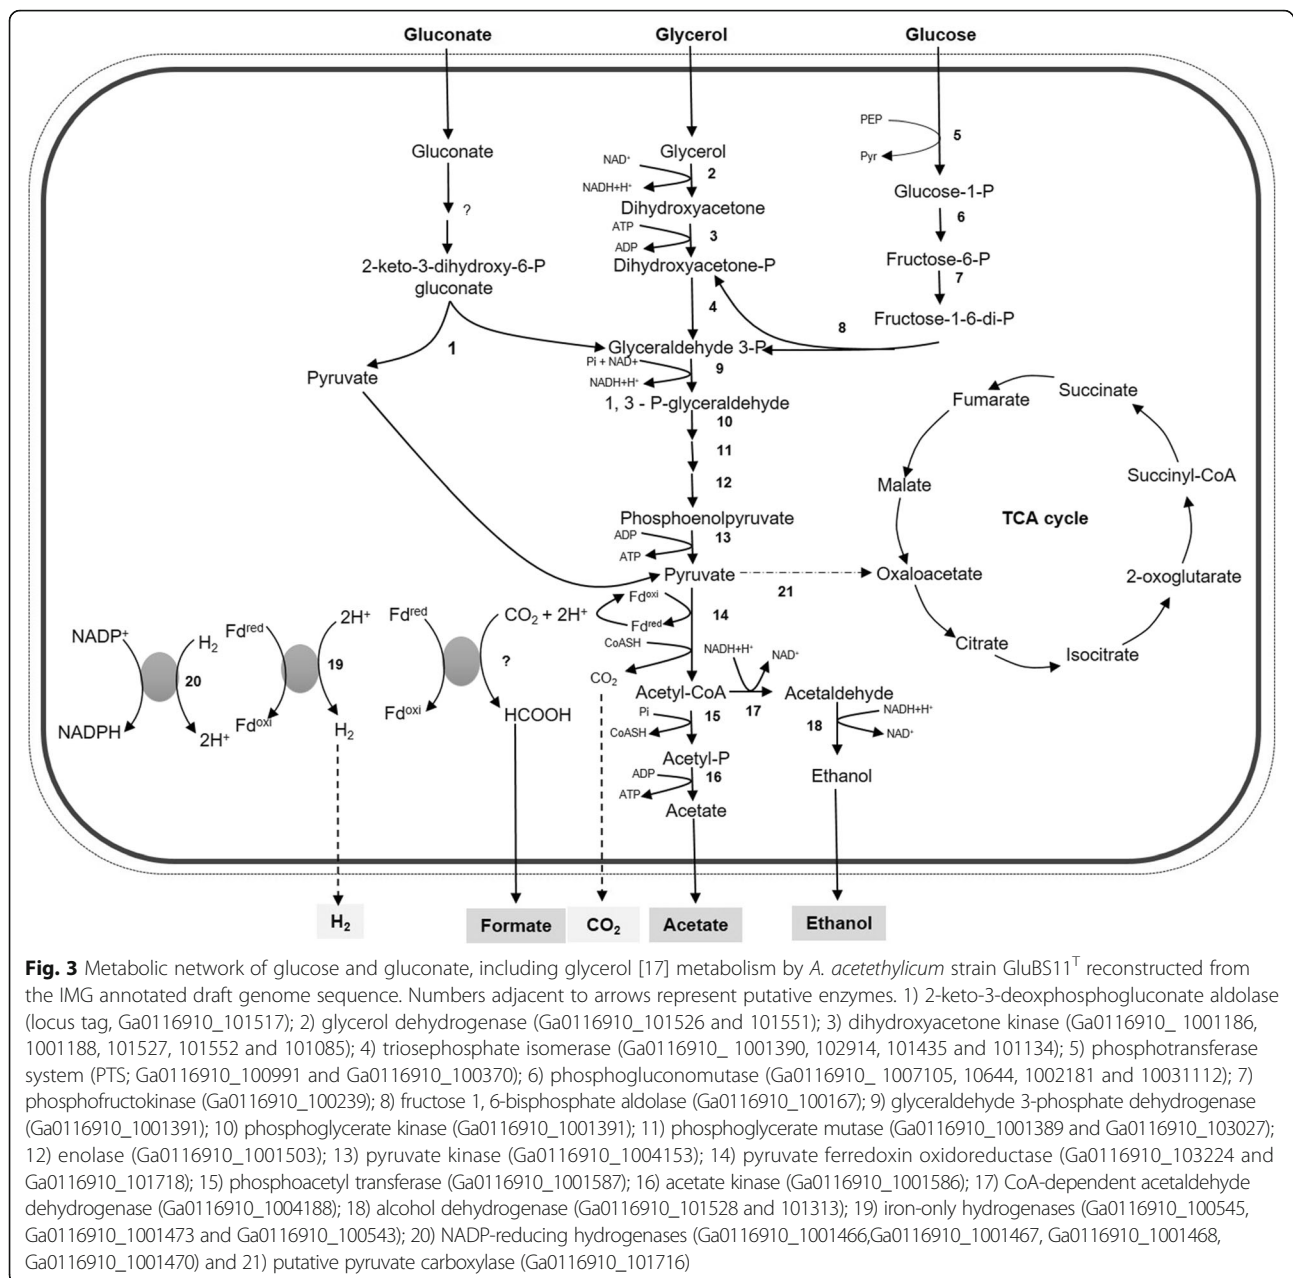 Gluconate Glycerol Glucose
PEP
5
Pyr
Gluconate
Glycerol
NAD⁺
2
NADH+H⁺
Glucose-1-P
6
?
Dihydroxyacetone
ATP
3
ADP
Fructose-6-P
7
2-keto-3-dihydroxy-6-P
gluconate
Dihydroxyacetone-P
4
Fructose-1-6-di-P
8
1
Glyceraldehyde 3-P
Pi + NAD+
9
NADH+H⁺
Pyruvate
1, 3 - P-glyceraldehyde
10
11
12
Phosphoenolpyruvate
ADP
13
ATP
Pyruvate
21
Succinate
Fumarate
Malate
Succinyl-CoA
TCA cycle
Oxaloacetate
2-oxoglutarate
Citrate
Isocitrate
Fdᵒˣⁱ
14
Fdʳᵉᵈ
CoASH
CO₂
NADH+H⁺
NAD⁺
Acetyl-CoA
17
Acetaldehyde
NADH+H⁺
18
NAD⁺
Ethanol
Pi
15
CoASH
Acetyl-P
ADP
16
ATP
Acetate
NADP⁺
H₂
20
NADPH
2H⁺
Fdʳᵉᵈ
2H⁺
19
Fdᵒˣⁱ
H₂
Fdʳᵉᵈ
CO₂ + 2H⁺
?
Fdᵒˣⁱ
HCOOH
H₂ Formate CO₂ Acetate Ethanol
Fig. 3 Metabolic network of glucose and gluconate, including glycerol [17] metabolism by A. acetethylicum strain GluBS11ᵀ reconstructed from
the IMG annotated draft genome sequence. Numbers adjacent to arrows represent putative enzymes. 1) 2-keto-3-deoxphosphogluconate aldolase
(locus tag, Ga0116910_101517); 2) glycerol dehydrogenase (Ga0116910_101526 and 101551); 3) dihydroxyacetone kinase (Ga0116910_ 1001186,
1001188, 101527, 101552 and 101085); 4) triosephosphate isomerase (Ga0116910_ 1001390, 102914, 101435 and 101134); 5) phosphotransferase
system (PTS; Ga0116910_100991 and Ga0116910_100370); 6) phosphogluconomutase (Ga0116910_ 1007105, 10644, 1002181 and 10031112); 7)
phosphofructokinase (Ga0116910_100239); 8) fructose 1, 6-bisphosphate aldolase (Ga0116910_100167); 9) glyceraldehyde 3-phosphate dehydrogenase
(Ga0116910_1001391); 10) phosphoglycerate kinase (Ga0116910_1001391); 11) phosphoglycerate mutase (Ga0116910_1001389 and Ga0116910_103027);
12) enolase (Ga0116910_1001503); 13) pyruvate kinase (Ga0116910_1004153); 14) pyruvate ferredoxin oxidoreductase (Ga0116910_103224 and
Ga0116910_101718); 15) phosphoacetyl transferase (Ga0116910_1001587); 16) acetate kinase (Ga0116910_1001586); 17) CoA-dependent acetaldehyde
dehydrogenase (Ga0116910_1004188); 18) alcohol dehydrogenase (Ga0116910_101528 and 101313); 19) iron-only hydrogenases (Ga0116910_100545,
Ga0116910_1001473 and Ga0116910_100543); 20) NADP-reducing hydrogenases (Ga0116910_1001466,Ga0116910_1001467, Ga0116910_1001468,
Ga0116910_1001470) and 21) putative pyruvate carboxylase (Ga0116910_101716)